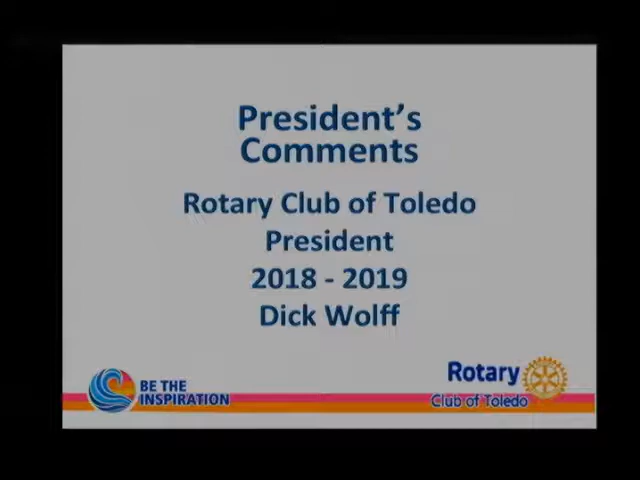 President's
Comments
Rotary Club of Toledo
President
2018 - 2019
Dick Wolff
BE THE
INSPIRATION
Rotary
Club of Toledo